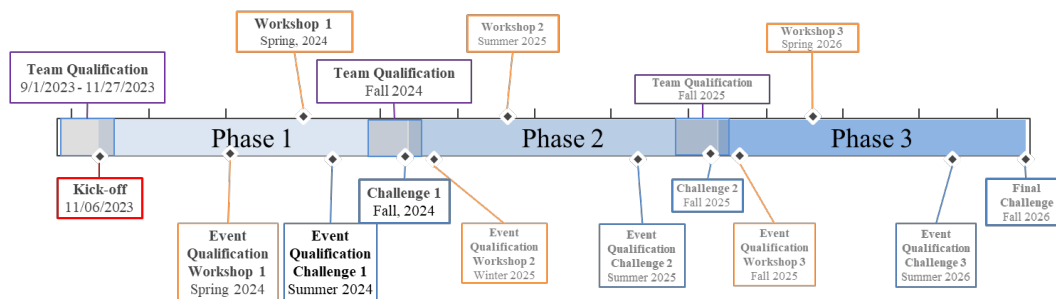 Workshop 1
Spring, 2024
Workshop 2
Summer 2025
Workshop 3
Spring 2026
Team Qualification
9/1/2023 - 11/27/2023
Team Qualification
Fall 2024
Team Qualification
Fall 2025
Phase 1
Phase 2
Phase 3
Kick-off
11/06/2023
Event
Qualification
Workshop 1
Spring 2024
Event
Qualification
Challenge 1
Summer 2024
Challenge 1
Fall, 2024
Event
Qualification
Workshop 2
Winter 2025
Event
Qualification
Challenge 2
Summer 2025
Challenge 2
Fall 2025
Event
Qualification
Workshop 3
Fall 2025
Event
Qualification
Challenge 3
Summer 2026
Final
Challenge
Fall 2026